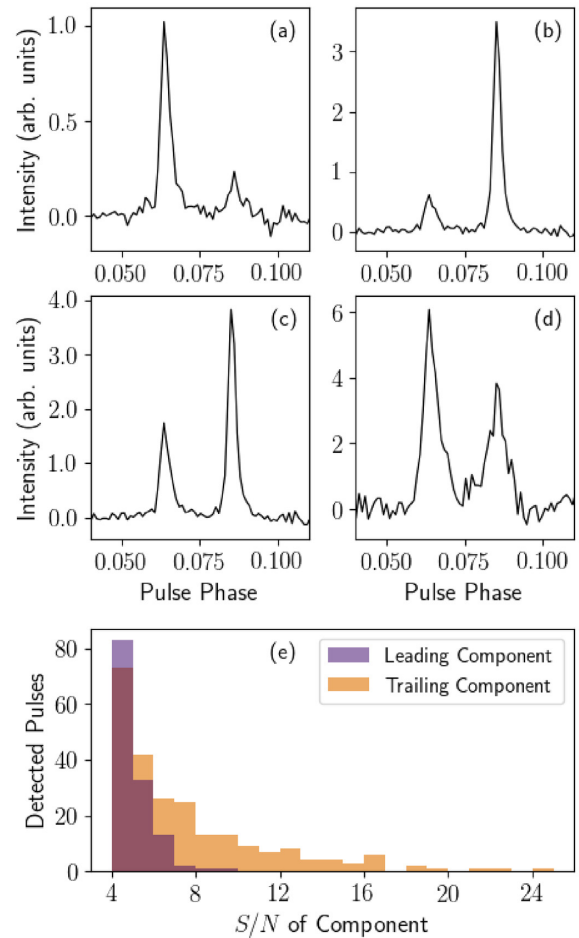 (a)
1.0
0.5
0.0
Intensity (arb. units)
0.050 0.075 0.100
(b)
3
2
1
0
0.050 0.075 0.100
(c)
4.0
3.0
2.0
1.0
0.0
Intensity (arb. units)
0.050 0.075 0.100
Pulse Phase
(d)
6
4
2
0
0.050 0.075 0.100
Pulse Phase
(e)
Leading Component
Trailing Component
80
60
40
20
0
Detected Pulses
4 8 12 16 20 24
S/N of Component